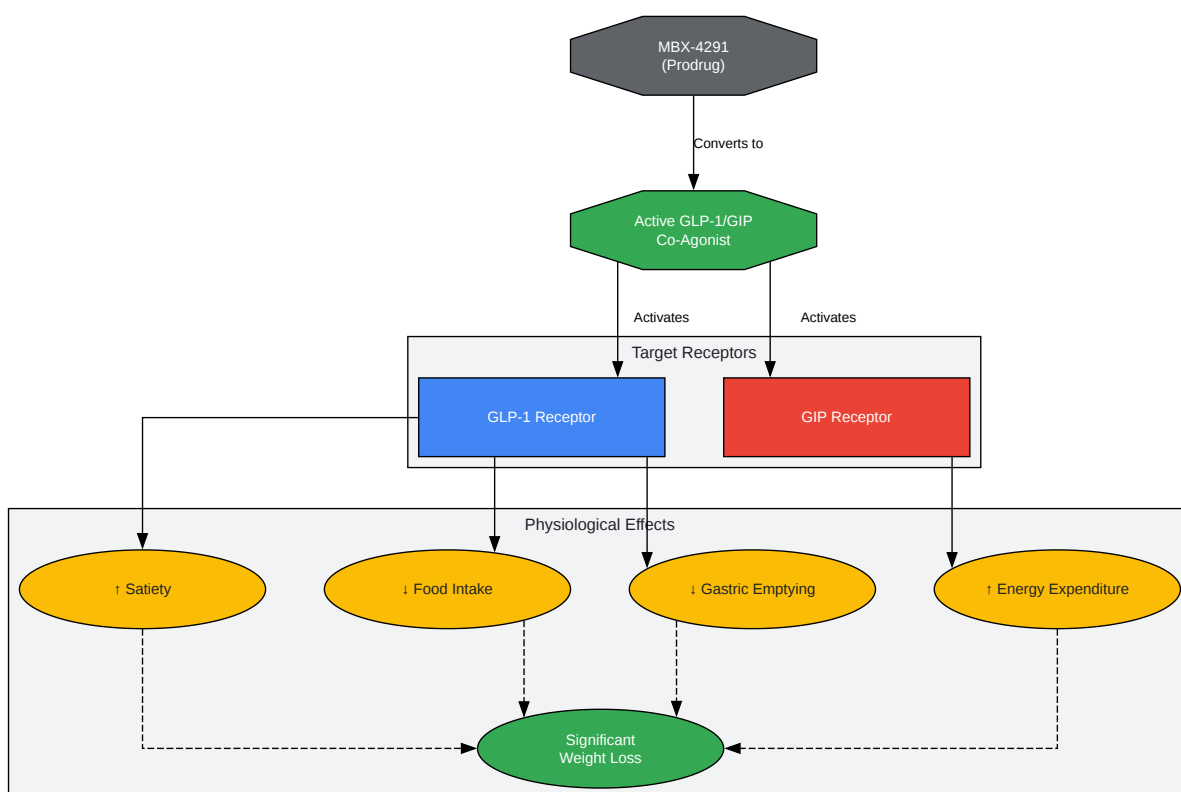 MBX-4291
(Prodrug)
Converts to
Active GLP-1/GIP
Co-Agonist
Activates
Activates
Target Receptors
GLP-1 Receptor
GIP Receptor
Physiological Effects
↑ Satiety
↓ Food Intake
↓ Gastric Emptying
↑ Energy Expenditure
Significant
Weight Loss